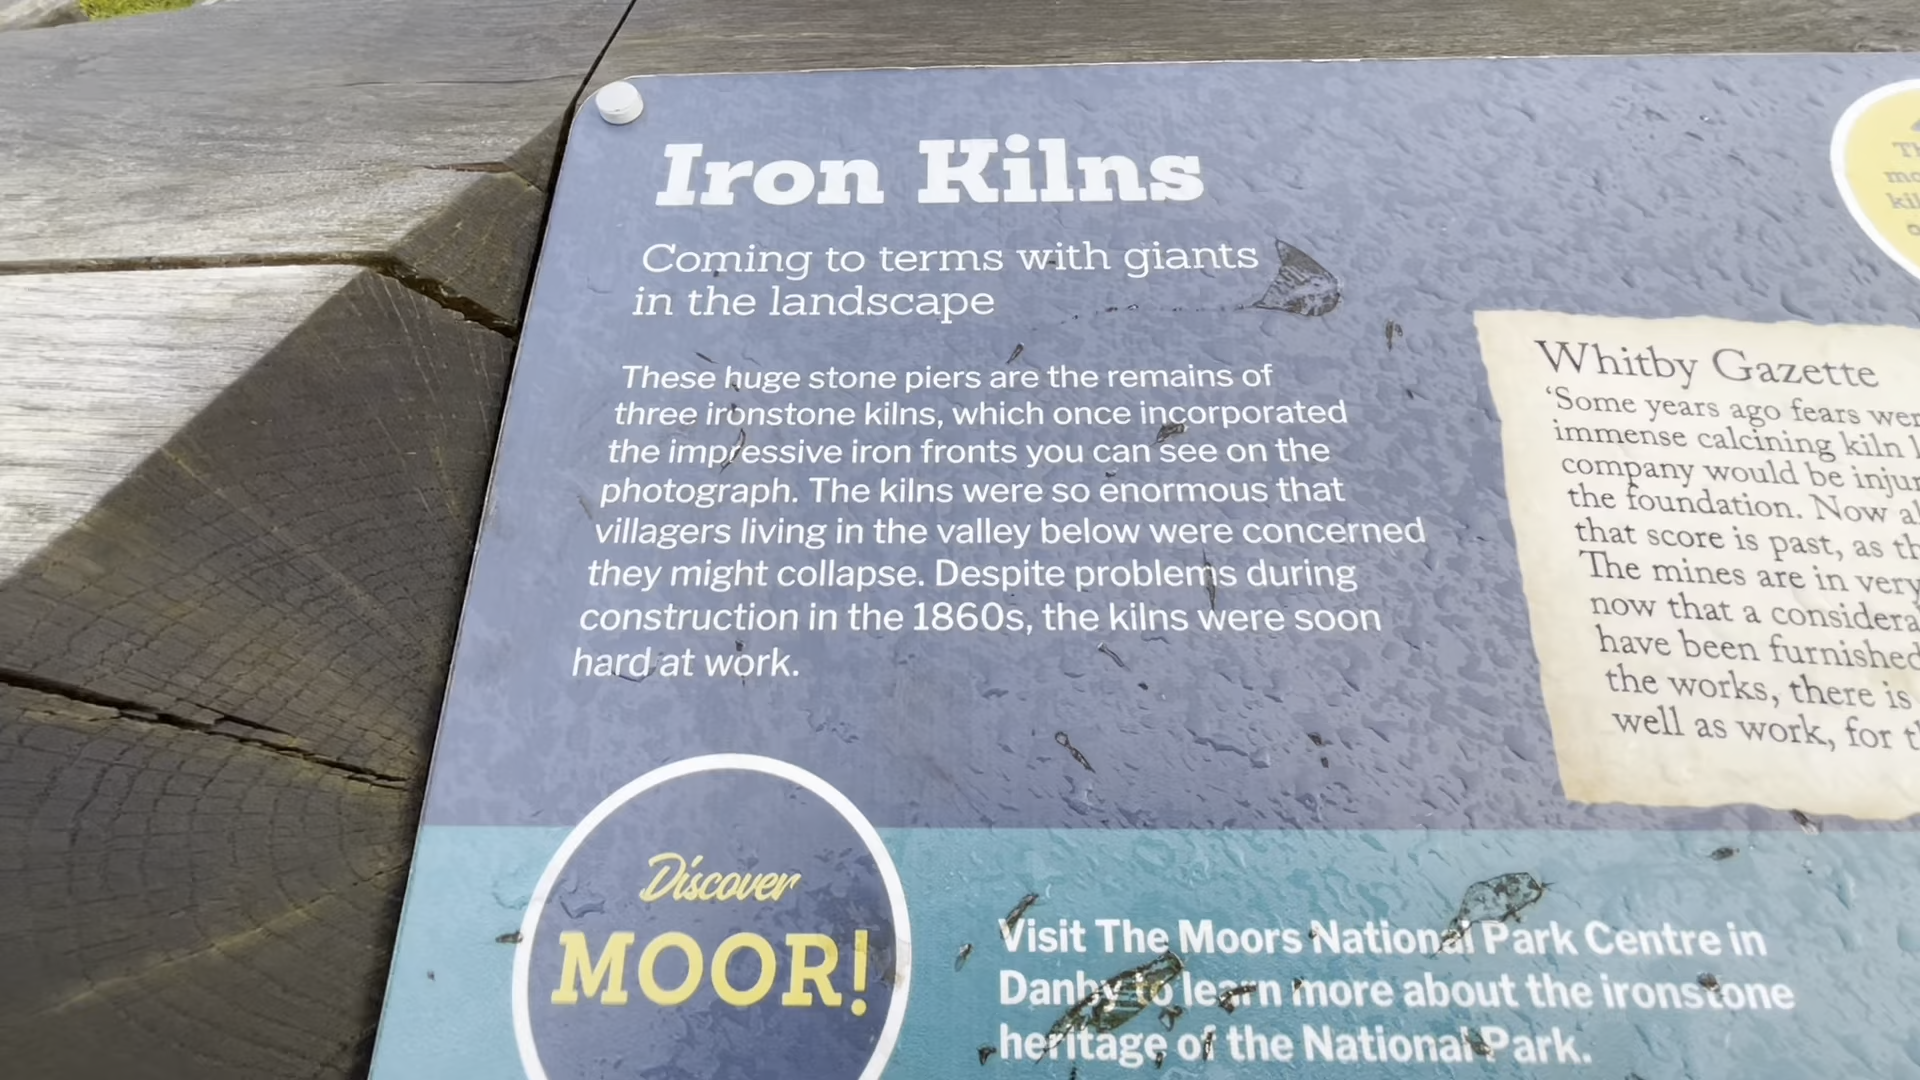 Iron Kilns
Coming to terms with giants
in the landscape
These huge stone piers are the remains of
three ironstone kilns, which once incorporated
the impressive iron fronts you can see on the
photograph. The kilns were so enormous that
villagers living in the valley below were concerned
they might collapse. Despite problems during
construction in the 1860s, the kilns were soon
hard at work.
Whitby Gazette
‘Some years ago fears
immense calcining kiln
company would be
the foundation. Now
that score is past, as
The mines are in very
now that a
have been furnished
the works, there is
well as work, for
Discover
MOOR!
Visit The Moors National Park Centre in
Danby to learn more about the ironstone
heritage of the National Park.